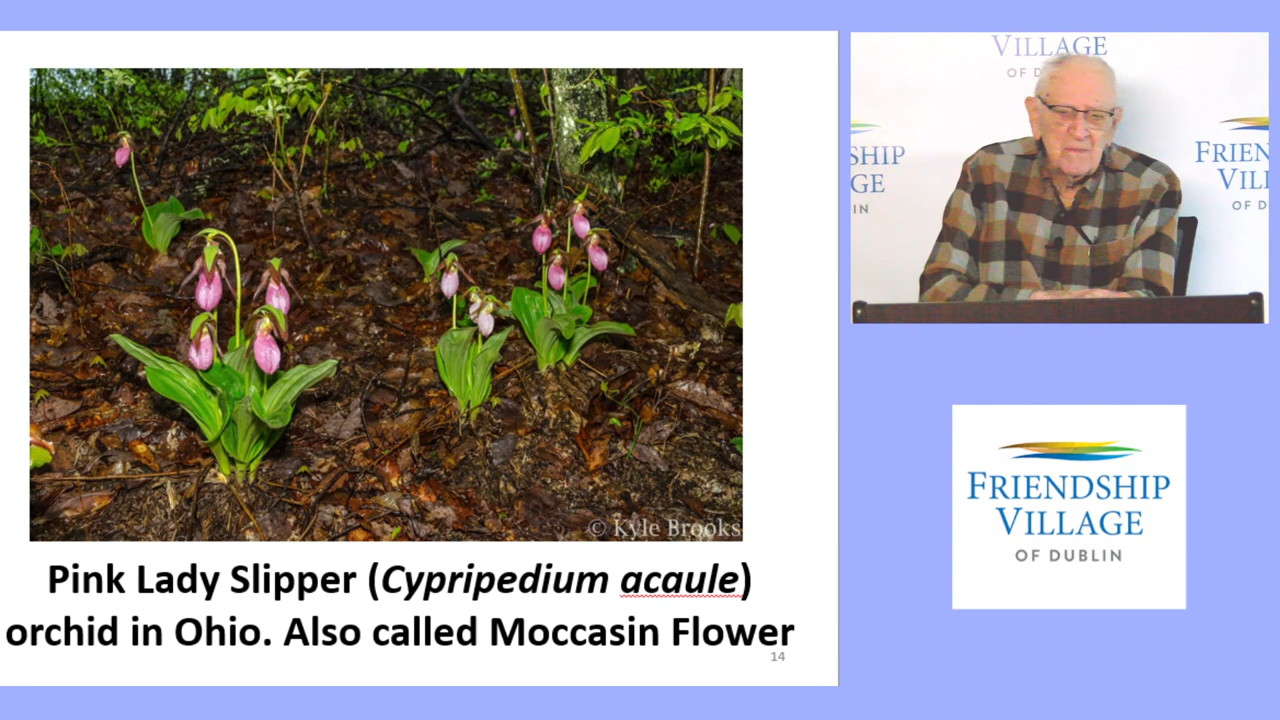 © Kyle Brooks
Pink Lady Slipper (Cypripedium acaule)
orchid in Ohio. Also called Moccasin Flower
14
VILLAGE
OF D
SHIP
GE
IN
FRIEN
VILL
OF D
FRIENDSHIP
VILLAGE
OF DUBLIN